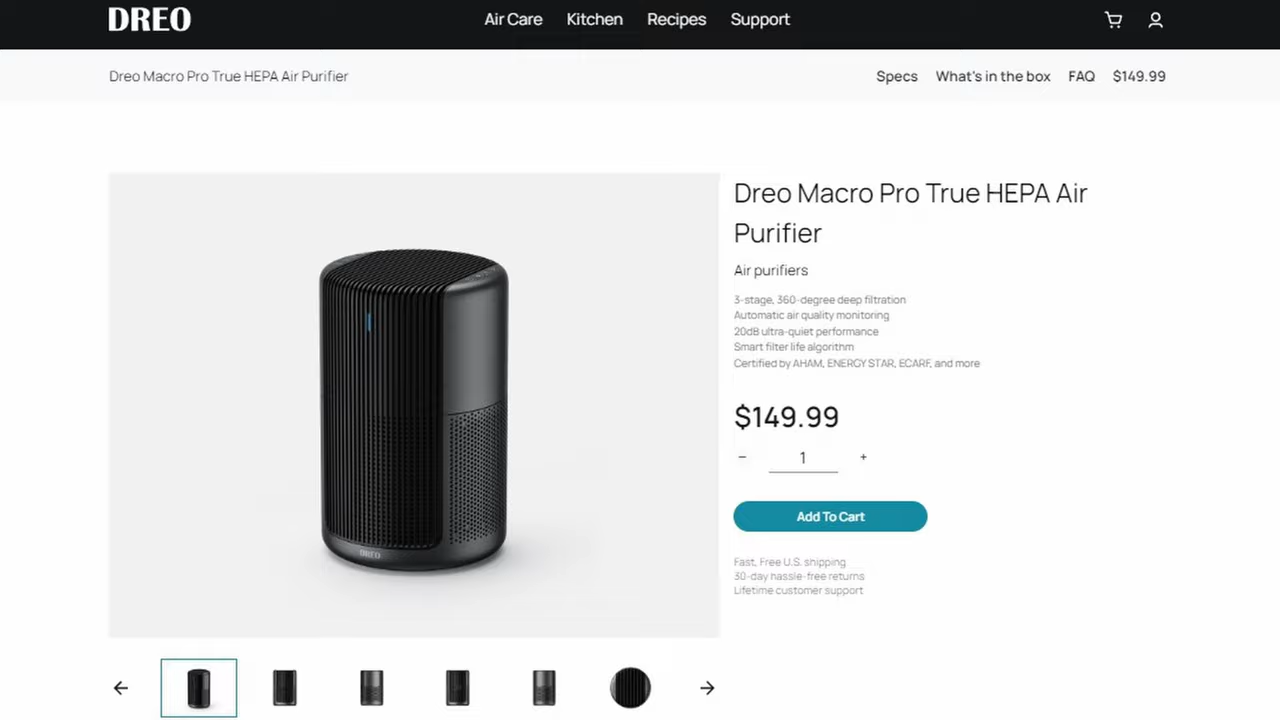 DREO
Air Care Kitchen Recipes Support
Dreo Macro Pro True HEPA Air Purifier
Specs What's in the box FAQ $149.99
Dreo Macro Pro True HEPA Air
Purifier
Air purifiers
3-stage, 360-degree deep filtration
Automatic air quality monitoring
20dB ultra-quiet performance
Smart filter life algorithm
Certified by AHAM, ENERGY STAR, ECARF, and more
$149.99
− 1 +
Add To Cart
Fast, Free U.S. shipping
30-day hassle-free returns
Lifetime customer support
DREO